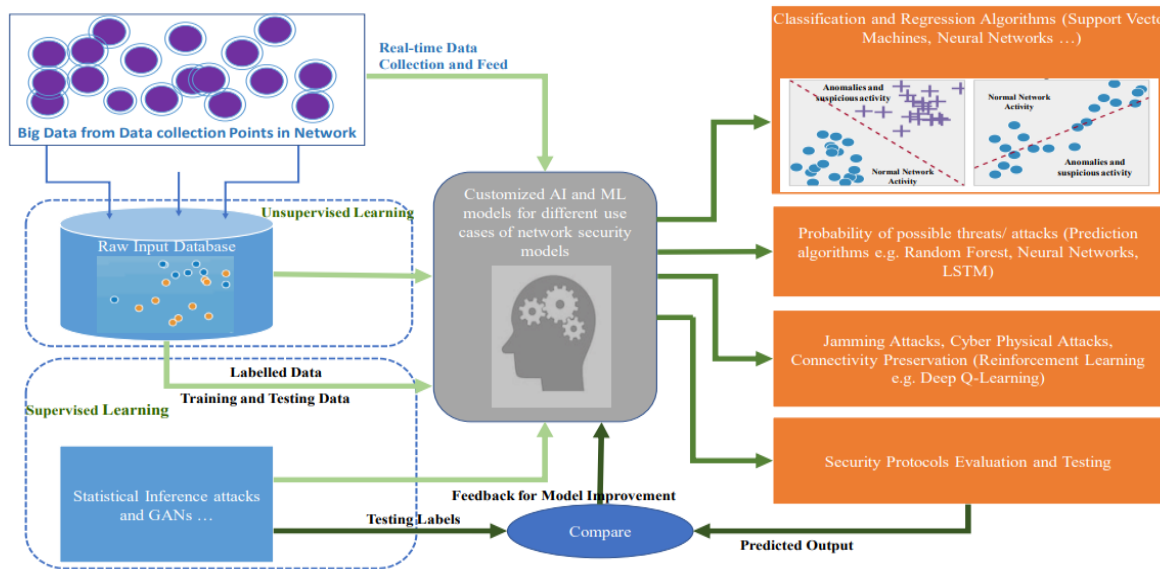 Big Data from Data collection Points in Network
Real-time Data
Collection and Feed
Unsupervised Learning
Raw Input Database
Labelled Data
Training and Testing Data
Supervised Learning
Statistical Inference attacks
and GANs …
Customized AI and ML
models for different use
cases of network security
models
Feedback for Model Improvement
Testing Labels
Compare
Predicted Output
Classification and Regression Algorithms (Support Vecto
Machines, Neural Networks …)
Anomalies and
suspicious activity
Normal Network
Activity
Normal Network
Activity
Anomalies and
suspicious activity
Probability of possible threats/ attacks (Prediction
algorithms e.g. Random Forest, Neural Networks,
LSTM)
Jamming Attacks, Cyber Physical Attacks,
Connectivity Preservation (Reinforcement Learning
e.g. Deep Q-Learning)
Security Protocols Evaluation and Testing